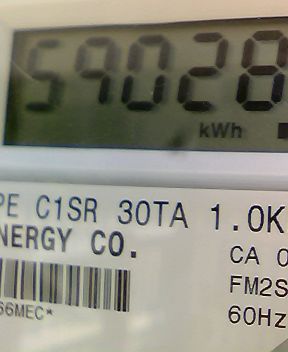 59028
kWh
PE C1SR 30TA 1.0K
NERGY CO.
CA 0
FM2S
66MEC*
60Hz